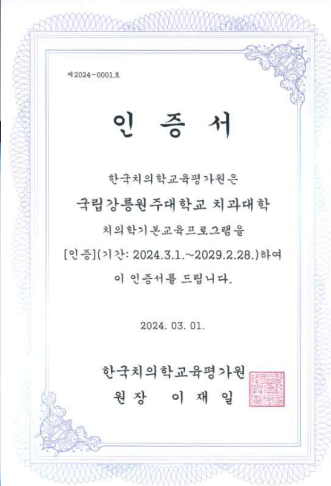 제2024-0001호
인 증 서
한국치의학교육평가원은
국립강릉원주대학교 치과대학
치의학기본교육프로그램을
[인증](기간: 2024.3.1.~2029.2.28.)하여
이 인증서를 드립니다.
2024. 03. 01.
한국치의학교육평가원
원장 이 재 일